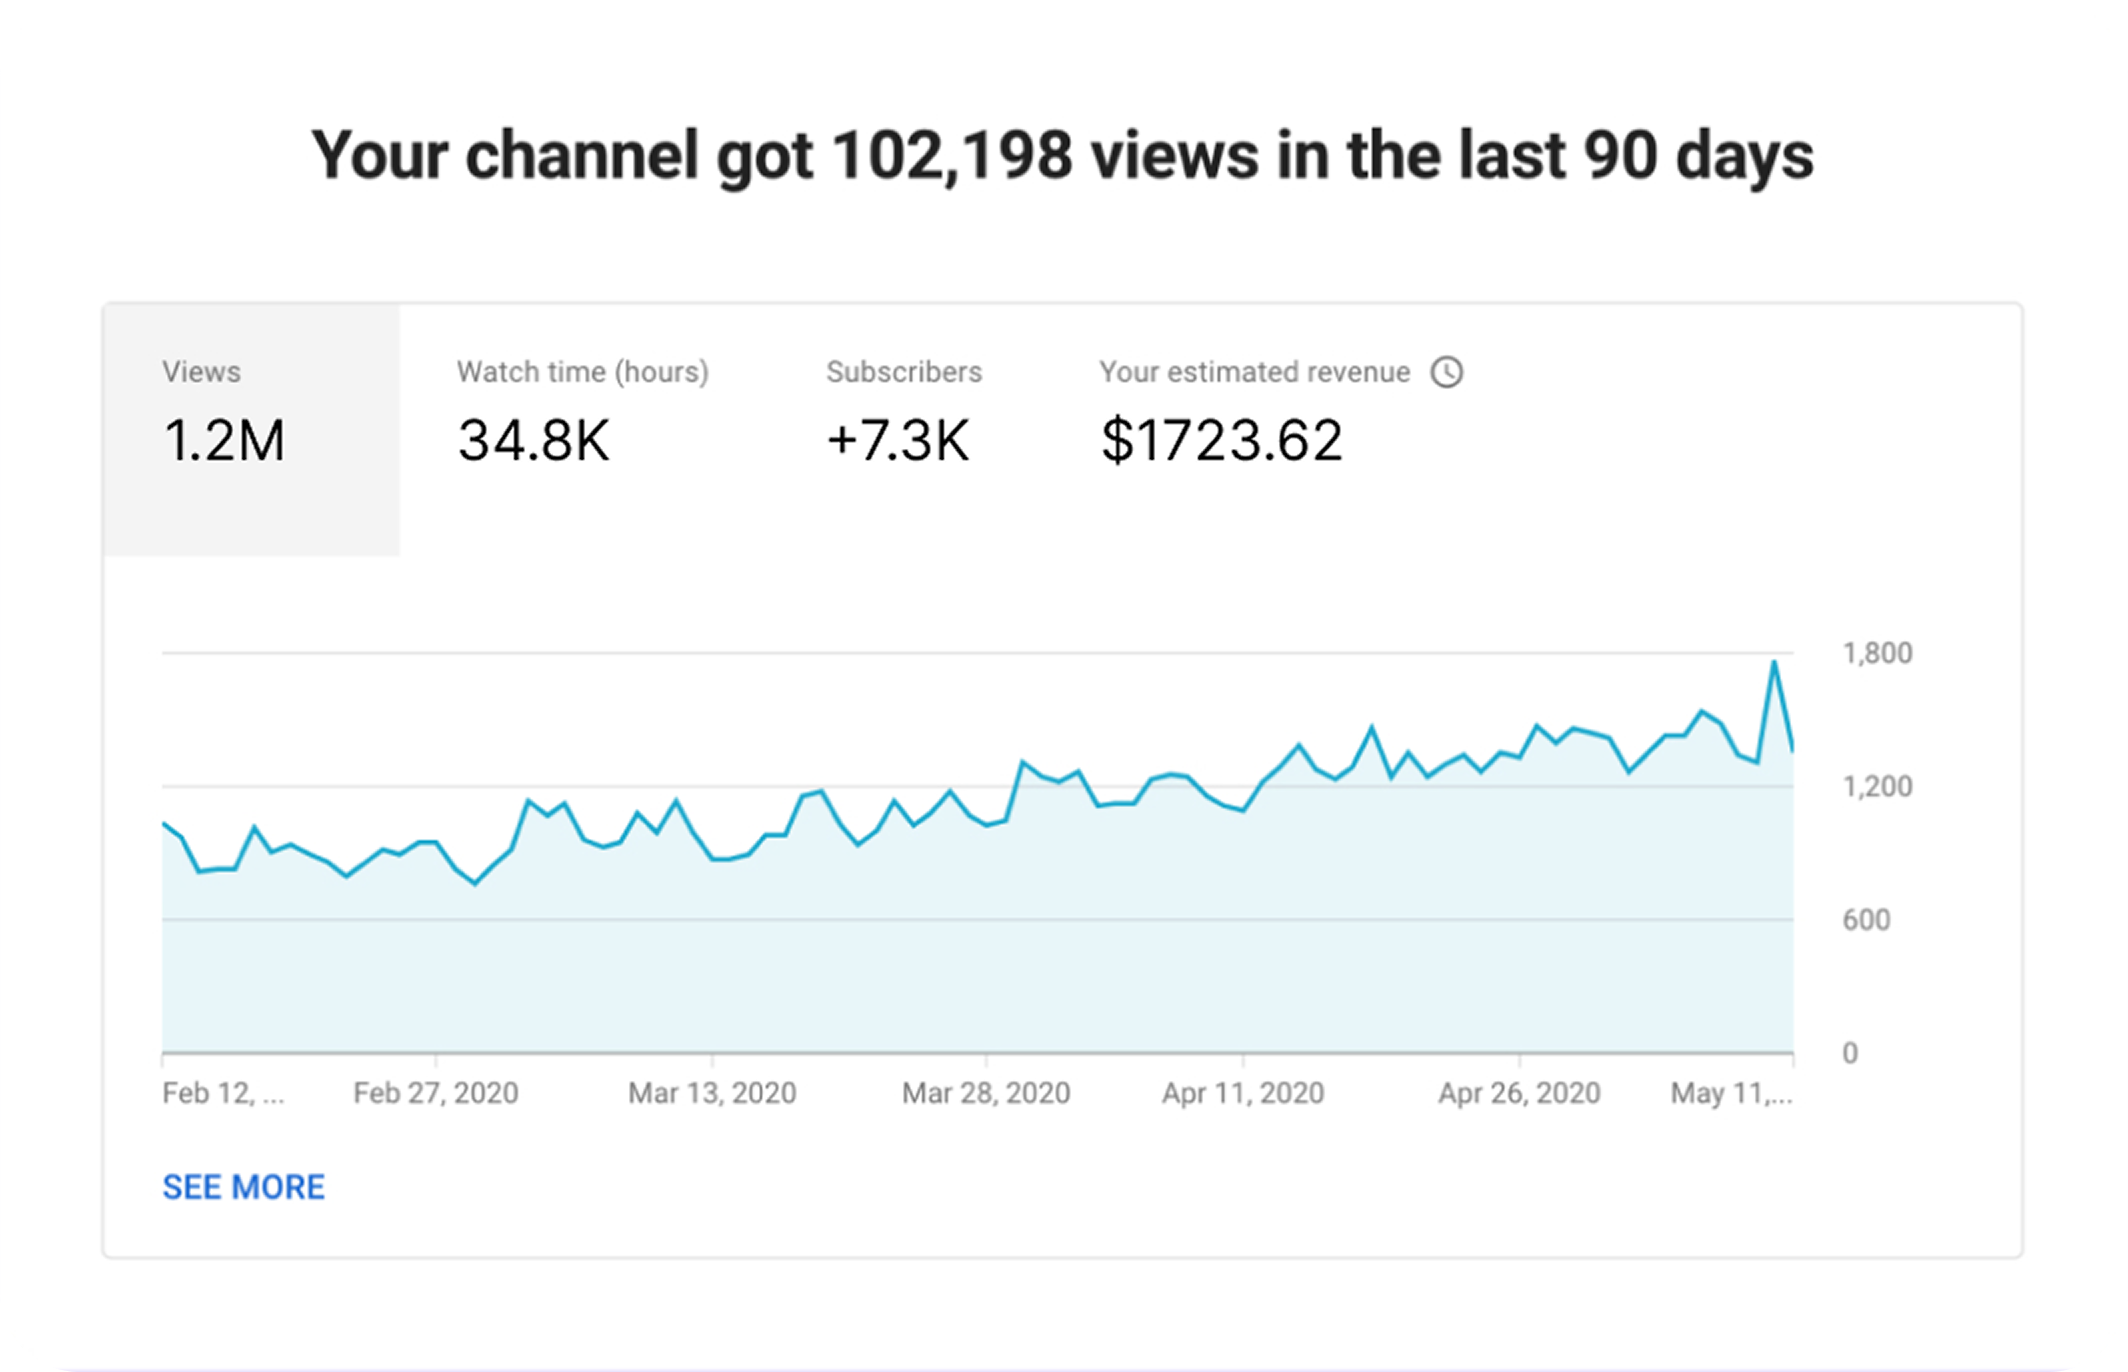 Your channel got 102,198 views in the last 90 days
Views
1.2M
Watch time (hours)
34.8K
Subscribers
+7.3K
Your estimated revenue
$1723.62
1,800
1,200
600
0
Feb 12, ...
Feb 27, 2020
Mar 13, 2020
Mar 28, 2020
Apr 11, 2020
Apr 26, 2020
May 11,...
SEE MORE